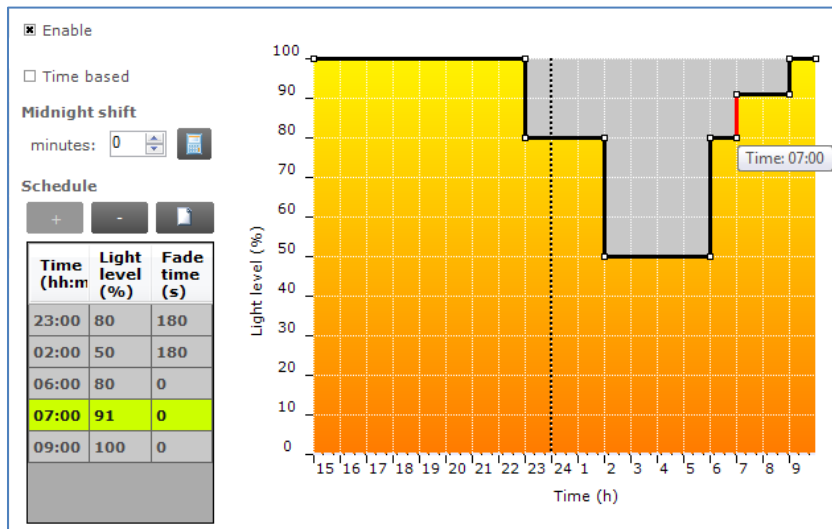 Enable
Time based
Midnight shift
minutes: 0
Schedule
+ -
Time (hh:m Light level (%) Fade time (s)
23:00 80 180
02:00 50 180
06:00 80 0
07:00 91 0
09:00 100 0
Light level (%)
100
90
80
70
60
50
40
30
20
10
0
Time: 07:00
15 16 17 18 19 20 21 22 23 24 1 2 3 4 5 6 7 8 9
Time (h)